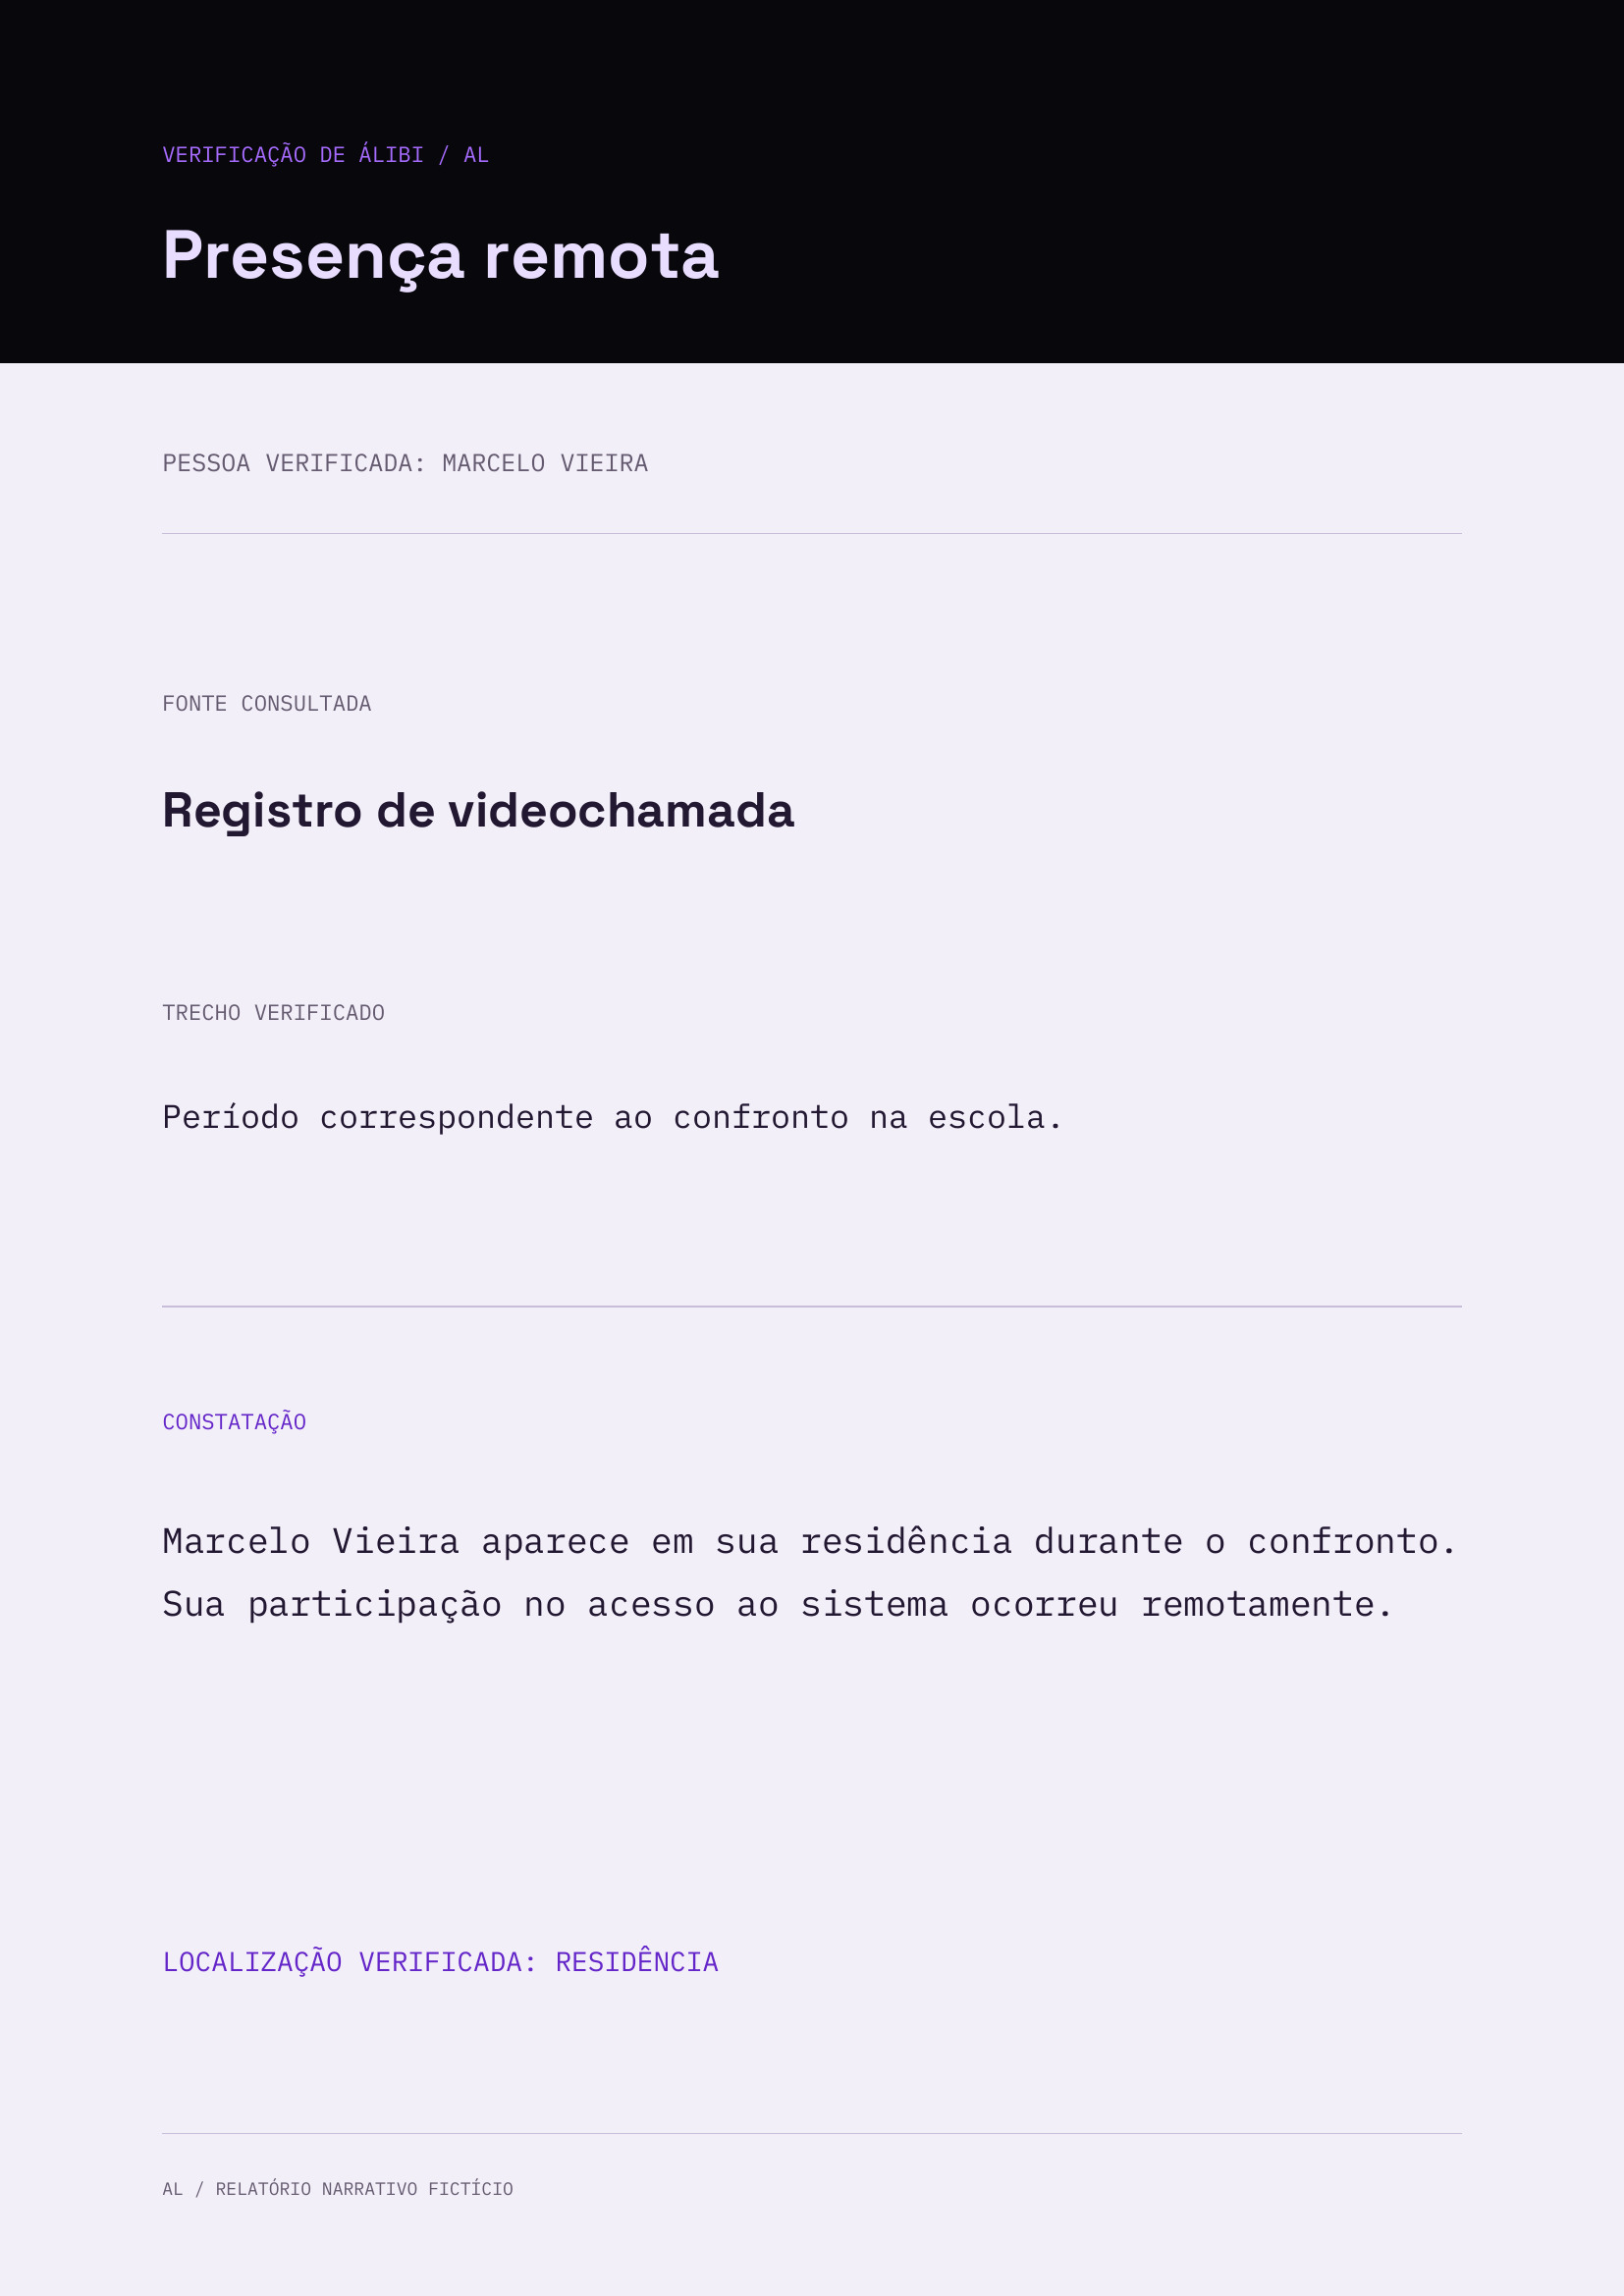 VERIFICAÇÃO DE ÁLIBI / AL
Presença remota
PESSOA VERIFICADA: MARCELO VIEIRA
FONTE CONSULTADA
Registro de videochamada
TRECHO VERIFICADO
Período correspondente ao confronto na escola.
CONSTATAÇÃO
Marcelo Vieira aparece em sua residência durante o confronto.
Sua participação no acesso ao sistema ocorreu remotamente.
LOCALIZAÇÃO VERIFICADA: RESIDÊNCIA
AL / RELATÓRIO NARRATIVO FICTÍCIO